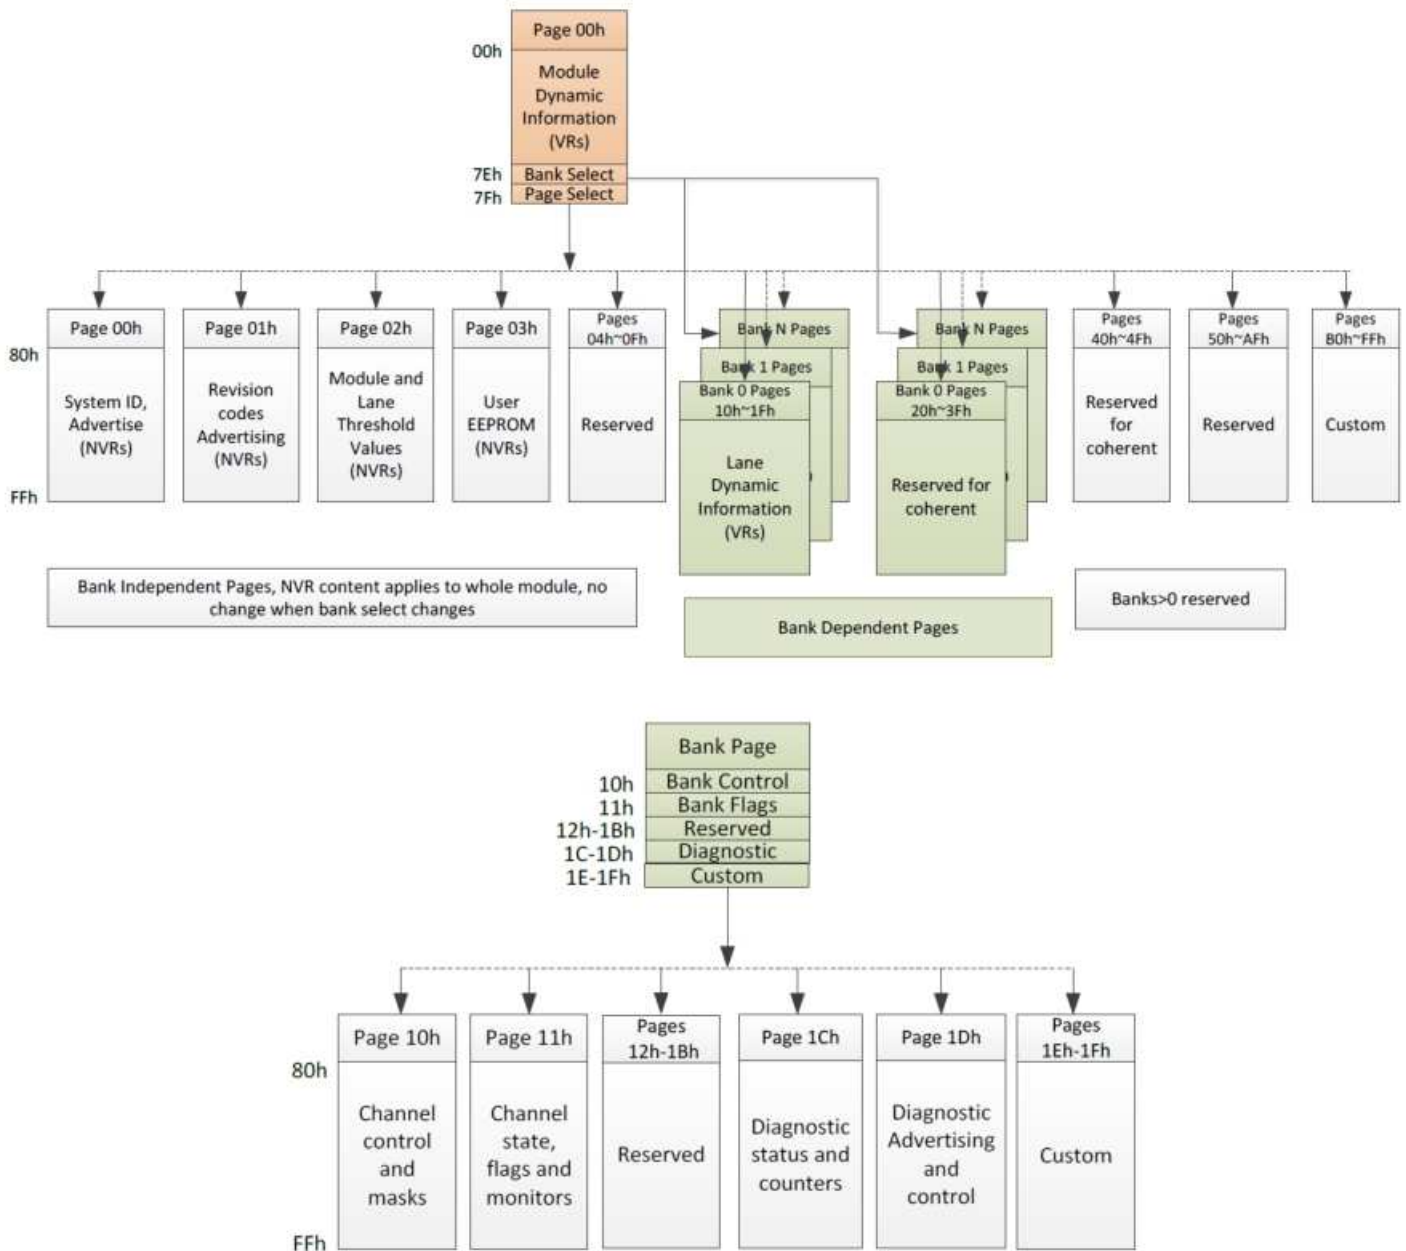 Page 00h
00h
Module
Dynamic
Information
(VRs)
7Eh
Bank Select
7Fh
Page Select
Page 00h
80h
System ID,
Advertise
(NVRs)
FFh
Page 01h
Revision
codes
Advertising
(NVRs)
Page 02h
Module and
Lane
Threshold
Values
(NVRs)
Page 03h
User
EEPROM
(NVRs)
Pages
04h~0Fh
Reserved
Bank N Pages
Bank 1 Pages
Bank 0 Pages
10h~1Fh
Lane
Dynamic
Information
(VRs)
Bank N Pages
Bank 1 Pages
Bank 0 Pages
20h~3Fh
Reserved for
coherent
Pages
40h~4Fh
Reserved
for
coherent
Pages
50h~AFh
Reserved
Pages
B0h~FFh
Custom
Bank Independent Pages, NVR content applies to whole module, no
change when bank select changes
Bank Dependent Pages
Banks>0 reserved
Bank Page
10h
Bank Control
11h
Bank Flags
12h-1Bh
Reserved
1C-1Dh
Diagnostic
1E-1Fh
Custom
Page 10h
80h
Channel
control
and
masks
FFh
Page 11h
Channel
state,
flags and
monitors
Pages
12h-1Bh
Reserved
Page 1Ch
Diagnostic
status and
counters
Page 1Dh
Diagnostic
Advertising
and
control
Pages
1Eh-1Fh
Custom